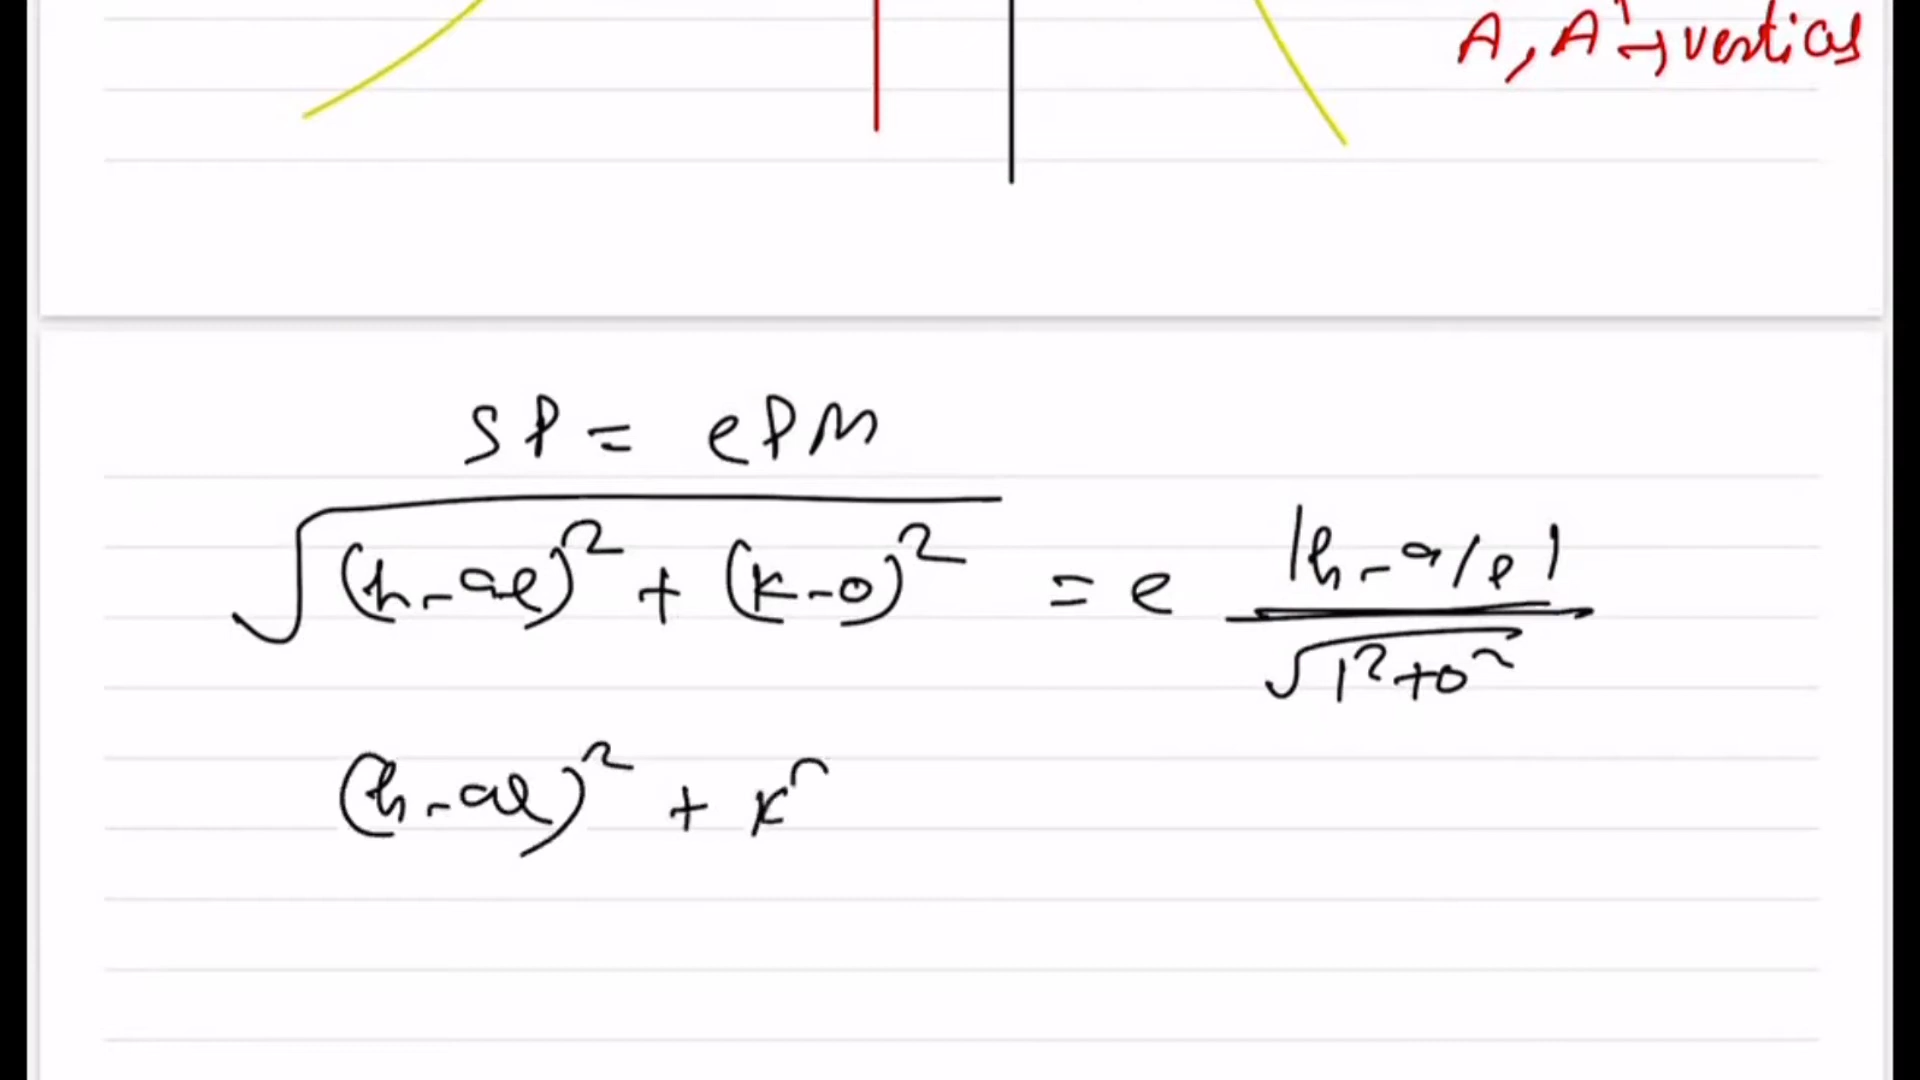 A, A' → vertices
SP = ePM
√((h-ae)² + (k-0)²) = e |h-a/e| / √(1²+0²)
(h-ae)² + k²